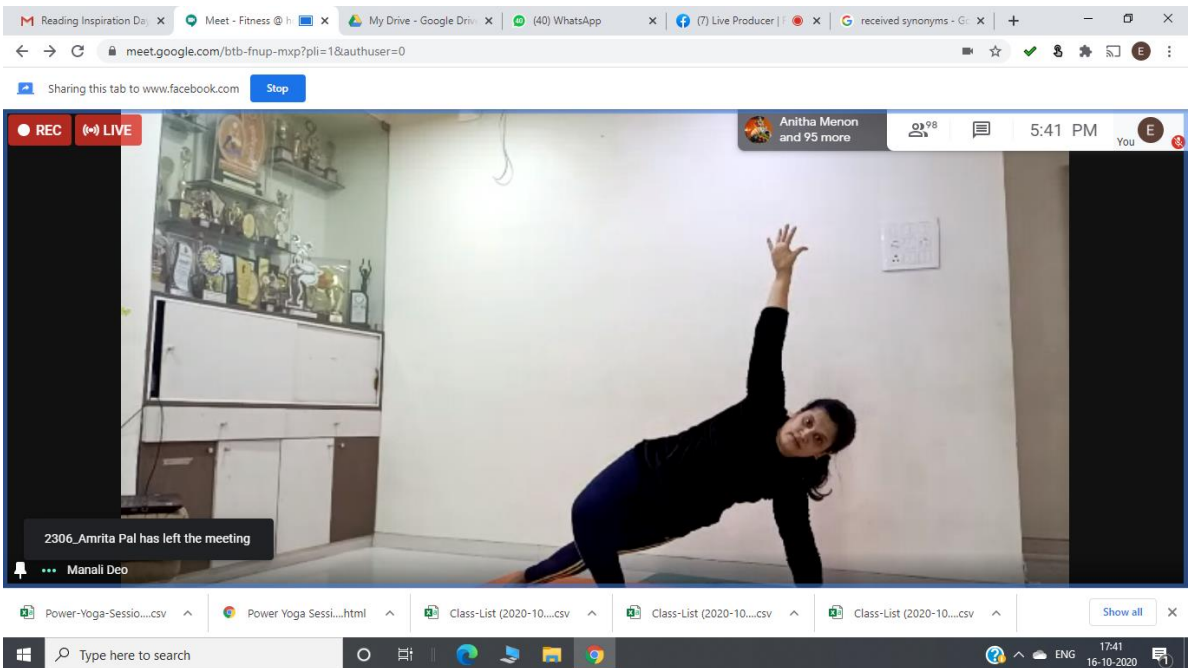 Reading Inspiration Da
Meet - Fitness @ h
My Drive - Google Driv
(40) WhatsApp
(7) Live Producer | F
received synonyms - Go
meet.google.com/btb-fnup-mxp?pli=1&authuser=0
E
Sharing this tab to www.facebook.com
Stop
REC
LIVE
Anitha Menon
and 95 more
98
5:41 PM
You
E
2306_Amrita Pal has left the meeting
Manali Deo
Power-Yoga-Sessio....csv
Power Yoga Sessi....html
Class-List (2020-10....csv
Class-List (2020-10....csv
Class-List (2020-10....csv
Show all
Type here to search
ENG
17:41
16-10-2020
1